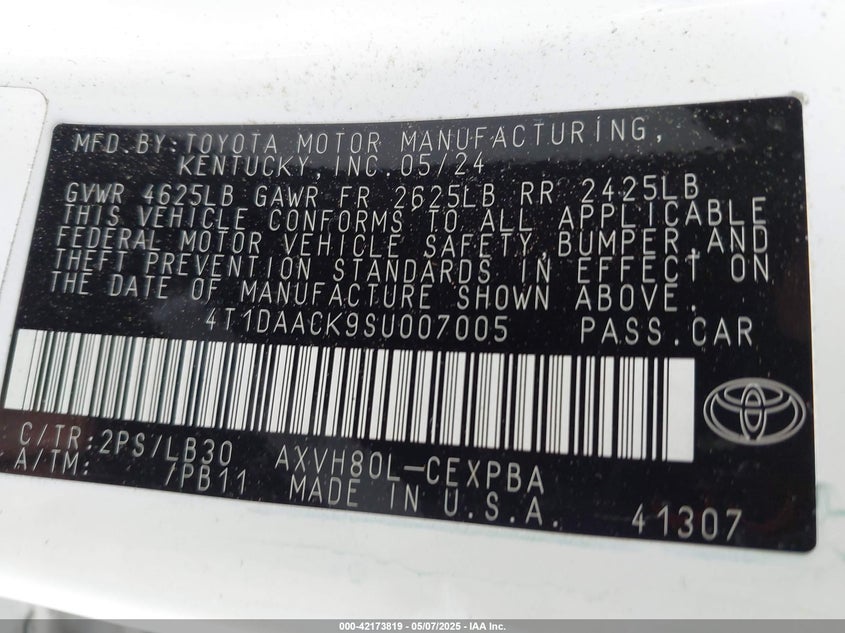 MFD BY: TOYOTA MOTOR MANUFACTURING,
KENTUCKY, INC. 05/24
GVWR 4625LB GAWR FR 2625LB RR 2425LB
THIS VEHICLE CONFORMS TO ALL APPLICABLE
FEDERAL MOTOR VEHICLE SAFETY, BUMPER, AND
THEFT PREVENTION STANDARDS IN EFFECT ON
THE DATE OF MANUFACTURE SHOWN ABOVE.
4T1DAACK9SU007005 PASS.CAR
C/TR: 2PS/LB30 AXVH80L-CEXPBA
A/TM: /PB11 MADE IN U.S.A. 41307
000-42173819 - 05/07/2025 - IAA Inc.